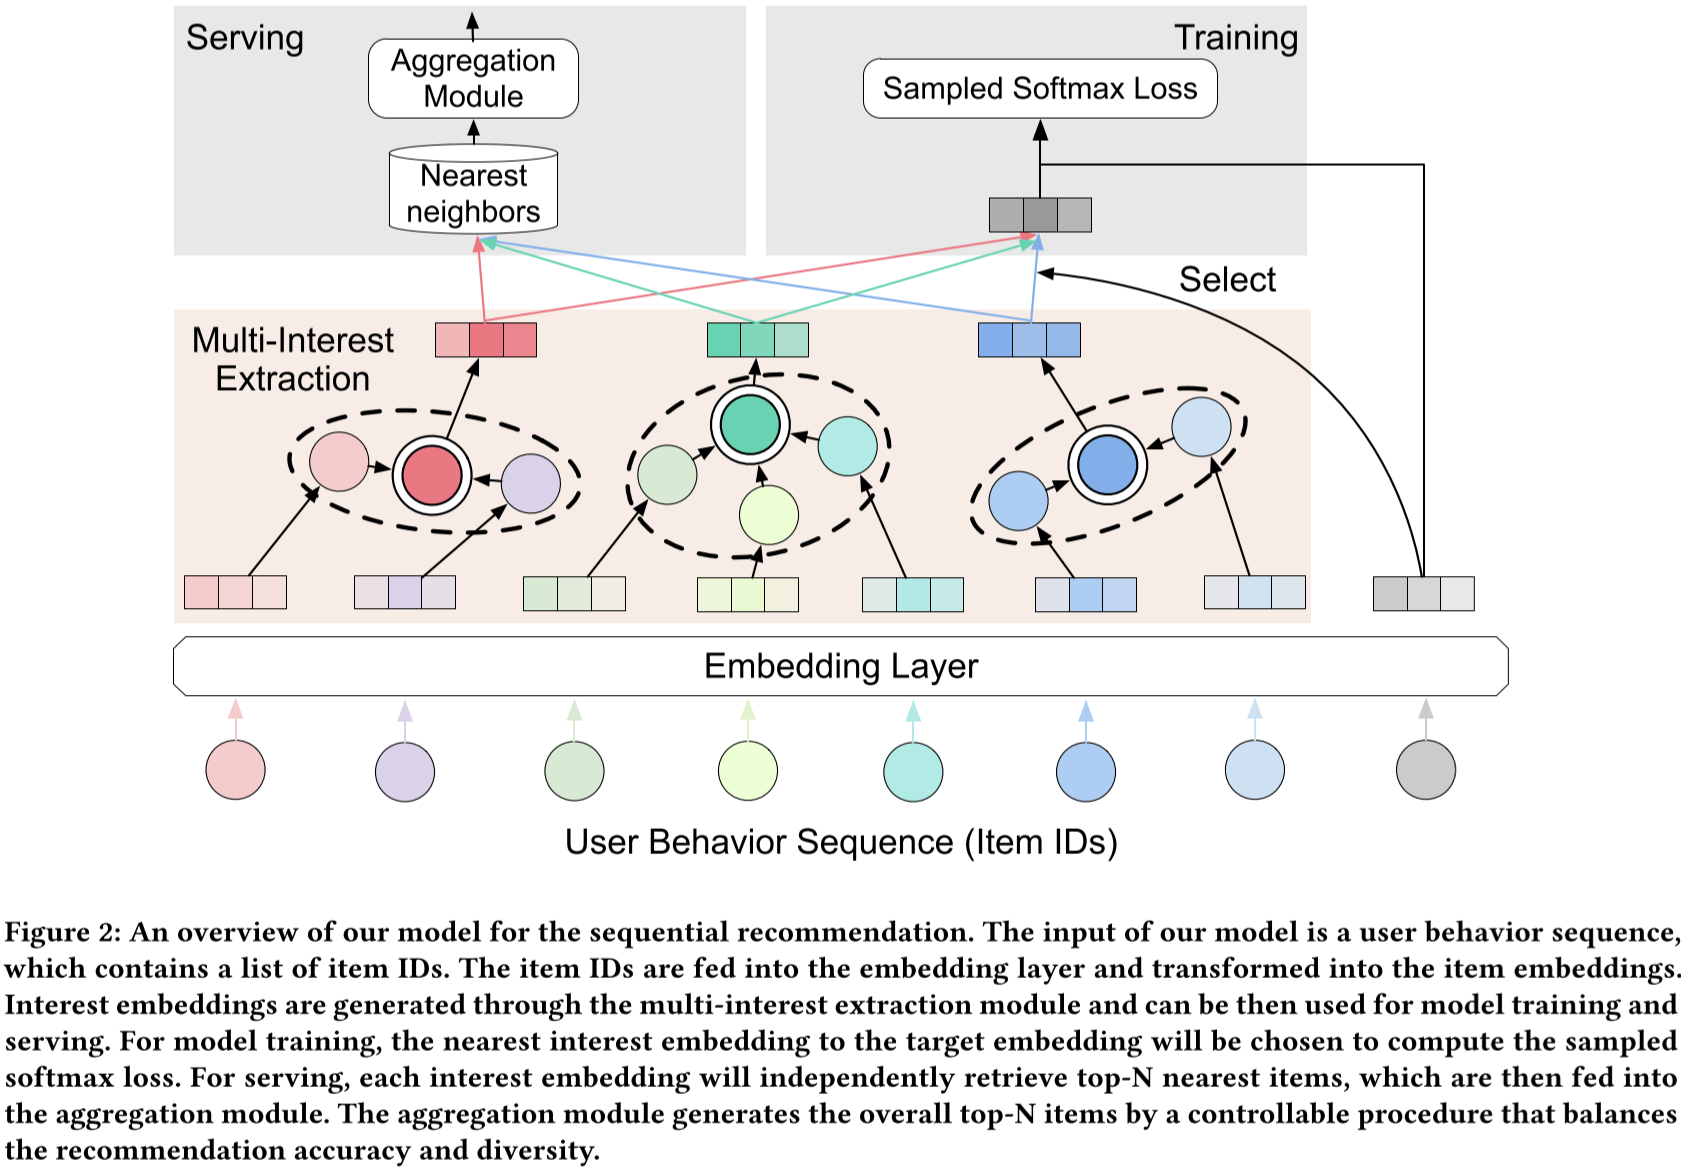 Serving
Training
Aggregation
Module
Sampled Softmax Loss
Nearest
neighbors
Select
Multi-Interest
Extraction
Embedding Layer
User Behavior Sequence (Item IDs)
Figure 2: An overview of our model for the sequential recommendation. The input of our model is a user behavior sequence,
which contains a list of item IDs. The item IDs are fed into the embedding layer and transformed into the item embeddings.
Interest embeddings are generated through the multi-interest extraction module and can be then used for model training and
serving. For model training, the nearest interest embedding to the target embedding will be chosen to compute the sampled
softmax loss. For serving, each interest embedding will independently retrieve top-N nearest items, which are then fed into
the aggregation module. The aggregation module generates the overall top-N items by a controllable procedure that balances
the recommendation accuracy and diversity.